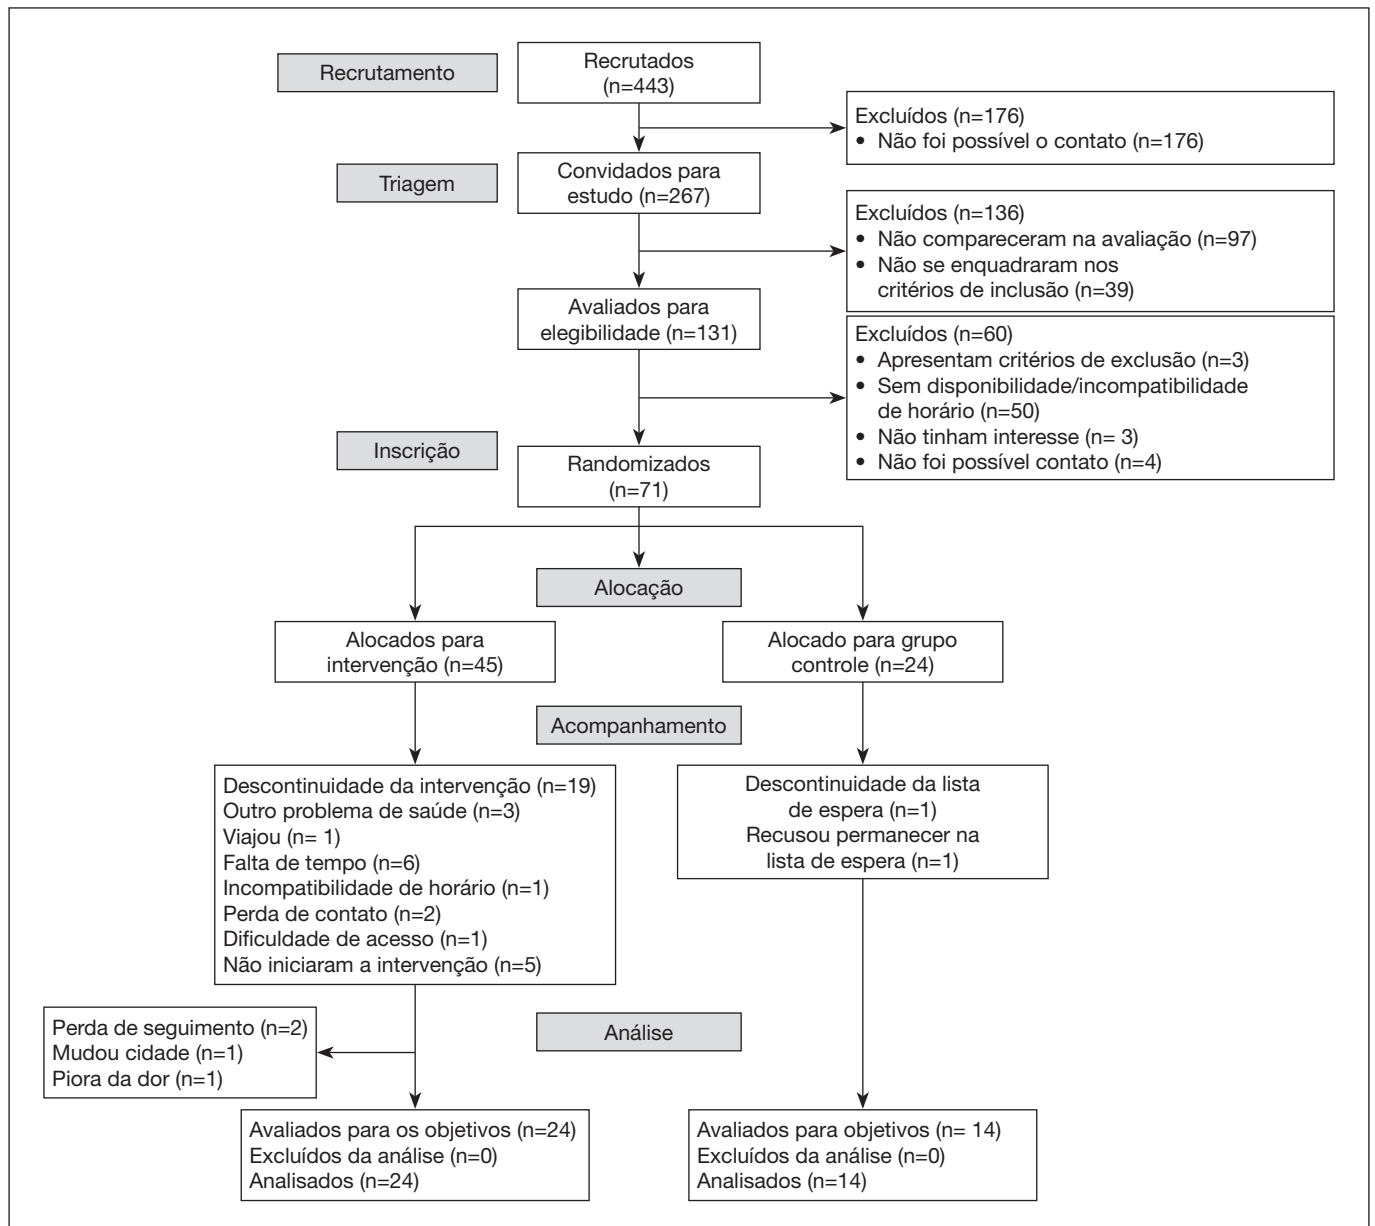 Recrutamento
Recrutados
(n=443)
Excluídos (n=176)
• Não foi possível o contato (n=176)
Triagem
Convidados para
estudo (n=267)
Excluídos (n=136)
• Não compareceram na avaliação (n=97)
• Não se enquadraram nos
critérios de inclusão (n=39)
Avaliados para
elegibilidade (n=131)
Excluídos (n=60)
• Apresentam critérios de exclusão (n=3)
• Sem disponibilidade/incompatibilidade
de horário (n=50)
• Não tinham interesse (n= 3)
• Não foi possível contato (n=4)
Inscrição
Randomizados
(n=71)
Alocação
Alocados para
intervenção (n=45)
Alocado para grupo
controle (n=24)
Acompanhamento
Descontinuidade da intervenção (n=19)
Outro problema de saúde (n=3)
Viajou (n= 1)
Falta de tempo (n=6)
Incompatibilidade de horário (n=1)
Perda de contato (n=2)
Dificuldade de acesso (n=1)
Não iniciaram a intervenção (n=5)
Descontinuidade da lista
de espera (n=1)
Recusou permanecer na
lista de espera (n=1)
Perda de seguimento (n=2)
Mudou cidade (n=1)
Piora da dor (n=1)
Análise
Avaliados para os objetivos (n=24)
Excluídos da análise (n=0)
Analisados (n=24)
Avaliados para objetivos (n= 14)
Excluídos da análise (n=0)
Analisados (n=14)